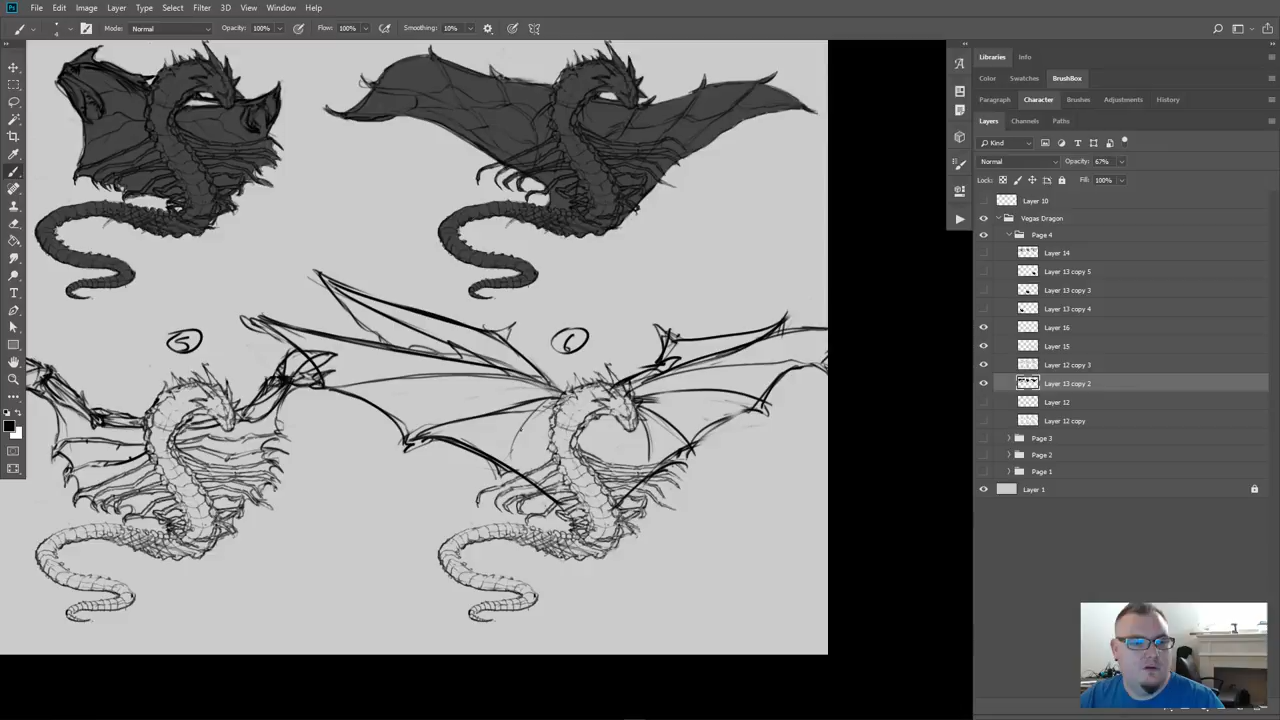 Ps File Edit Image Layer Type Select Filter 3D View Window Help
4 Mode: Normal Opacity: 100% Flow: 100% Smoothing: 10%
Libraries Info
Color Swatches BrushBox
Paragraph Character Brushes Adjustments History
Layers Channels Paths
Kind
Normal Opacity: 67%
Lock: Fill: 100%
Layer 10
Vegas Dragon
Page 4
Layer 14
Layer 13 copy 5
Layer 13 copy 3
Layer 13 copy 4
Layer 16
Layer 15
Layer 12 copy 3
Layer 13 copy 2
Layer 12
Layer 12 copy
Page 3
Page 2
Page 1
Layer 1
5 6